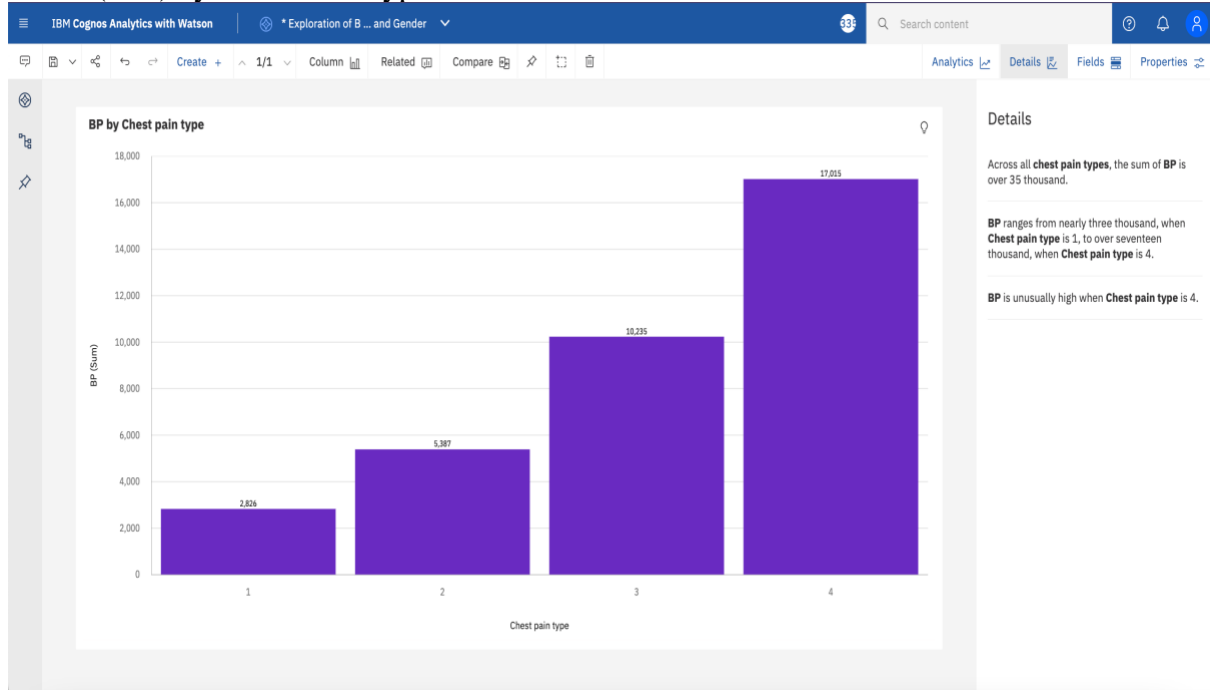 IBM Cognos Analytics with Watson
* Exploration of B ... and Gender
Search content
Create +
1/1
Column
Related
Compare
Analytics
Details
Fields
Properties
BP by Chest pain type
18,000
16,000
14,000
12,000
10,000
8,000
6,000
4,000
2,000
0
BP (Sum)
2,826
5,387
10,235
17,015
1
2
3
4
Chest pain type
Details
Across all chest pain types, the sum of BP is
over 35 thousand.
BP ranges from nearly three thousand, when
Chest pain type is 1, to over seventeen
thousand, when Chest pain type is 4.
BP is unusually high when Chest pain type is 4.